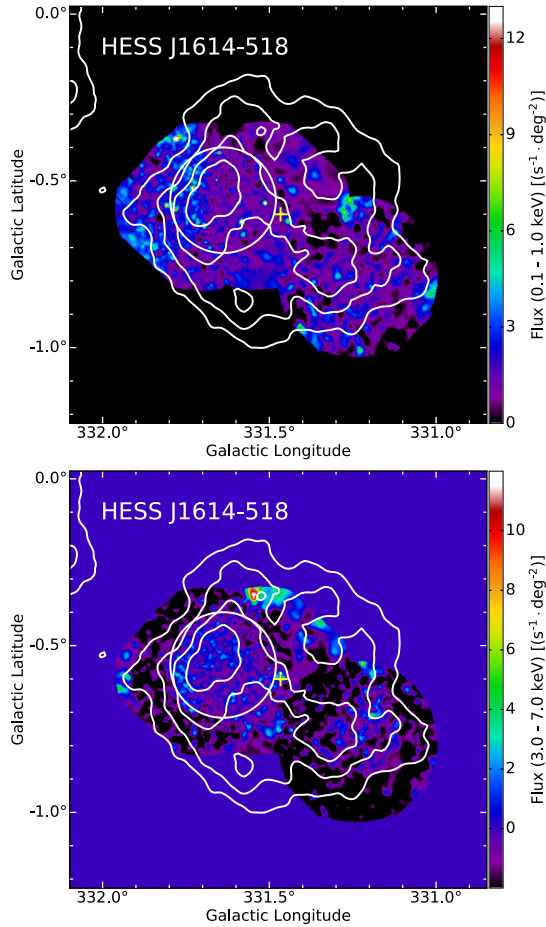 HESS J1614-518
0.0°
-0.5°
-1.0°
Galactic Latitude
332.0°
331.5°
331.0°
Galactic Longitude
12
9
6
3
0
Flux (0.1 - 1.0 keV) [(s⁻¹ · deg⁻²)]
HESS J1614-518
0.0°
-0.5°
-1.0°
Galactic Latitude
332.0°
331.5°
331.0°
Galactic Longitude
10
8
6
4
2
0
Flux (3.0 - 7.0 keV) [(s⁻¹ · deg⁻²)]